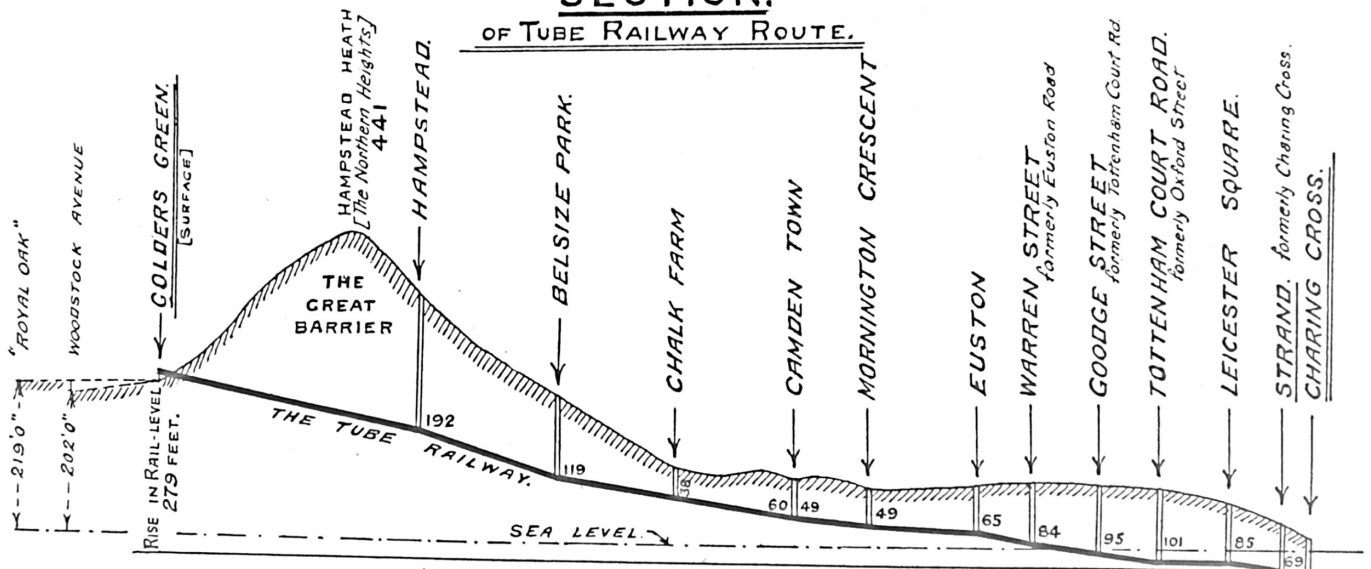 SECTION.
OF TUBE RAILWAY ROUTE.
"ROYAL OAK"
WOODSTOCK AVENUE
GOLDERS GREEN.
[SURFACE]
HAMPSTEAD HEATH
[The Northern Heights]
441
HAMPSTEAD.
BELSIZE PARK.
CHALK FARM
CAMDEN TOWN
MORNINGTON CRESCENT
EUSTON
WARREN STREET
formerly Euston Road
GOODGE STREET
formerly Tottenham Court Rd.
TOTTENHAM COURT ROAD.
formerly Oxford Street
LEICESTER SQUARE.
STRAND. formerly Charing Cross.
CHARING CROSS.
THE
GREAT
BARRIER
219'0"
202'0"
RISE IN RAIL-LEVEL
279 FEET.
THE TUBE RAILWAY.
192
119
60
49
49
65
84
95
101
85
69
SEA LEVEL